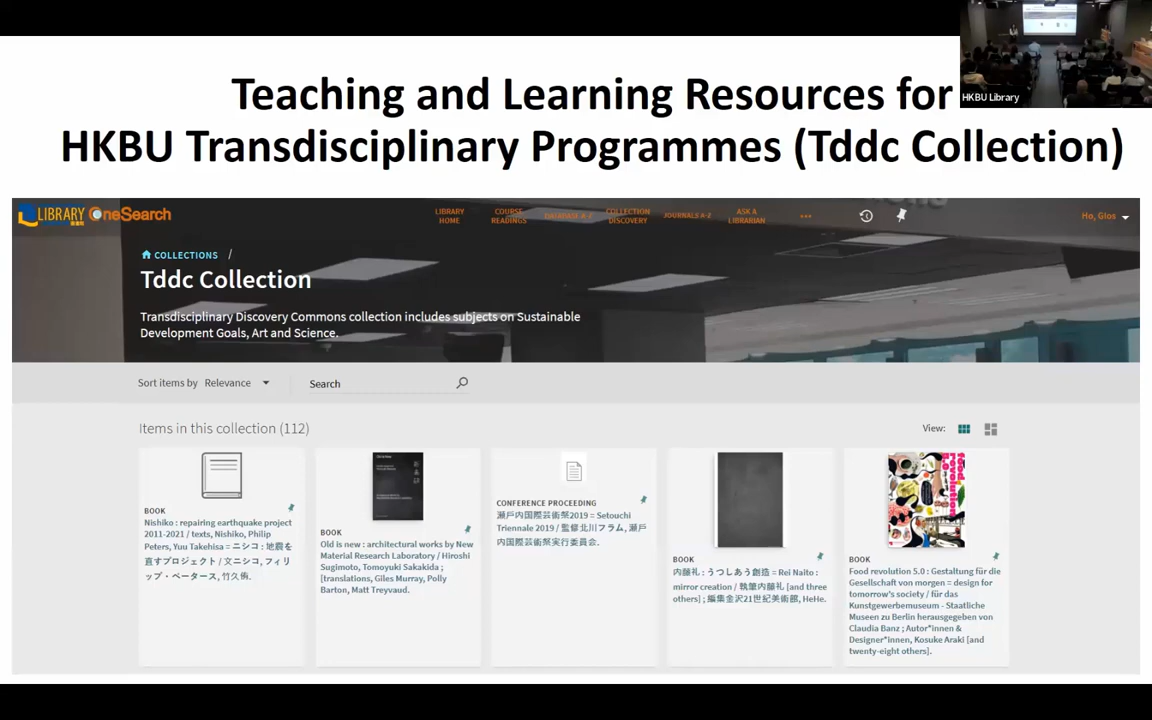 Teaching and Learning Resources for
HKBU Transdisciplinary Programmes (Tddc Collection)
HKBU Library
LIBRARY OneSearch
LIBRARY HOME
COURSE READINGS
DATABASE A-Z
COLLECTION DISCOVERY
JOURNALS A-Z
ASK A LIBRARIAN
Ho, Glos
COLLECTIONS /
Tddc Collection
Transdisciplinary Discovery Commons collection includes subjects on Sustainable
Development Goals, Art and Science.
Sort items by Relevance
Search
Items in this collection (112)
View:
BOOK
Nishiko : repairing earthquake project
2011-2021 / texts, Nishiko, Philip
Peters, Yuu Takehisa = ニシコ : 地震を
直すプロジェクト / 文ニシコ, フィリ
ップ・ペータース, 竹久侑.
BOOK
Old is new : architectural works by New
Material Research Laboratory / Hiroshi
Sugimoto, Tomoyuki Sakakida ;
[translations, Giles Murray, Polly
Barton, Matt Treyvaud.
CONFERENCE PROCEEDING
瀬戸内国際芸術祭2019 = Setouchi
Triennale 2019 / 監修北川フラム, 瀬戸
内国際芸術祭実行委員会.
BOOK
内藤礼 : うつしあう創造 = Rei Naito :
mirror creation / 執筆内藤礼 [and three
others] ; 編集金沢21世紀美術館, HeHe.
food revolution 5.0
BOOK
Food revolution 5.0 : Gestaltung für die
Gesellschaft von morgen = design for
tomorrow's society / für das
Kunstgewerbemuseum - Staatliche
Museen zu Berlin herausgegeben von
Claudia Banz ; Autor*innen &
Designer*innen, Kosuke Araki [and
twenty-eight others].